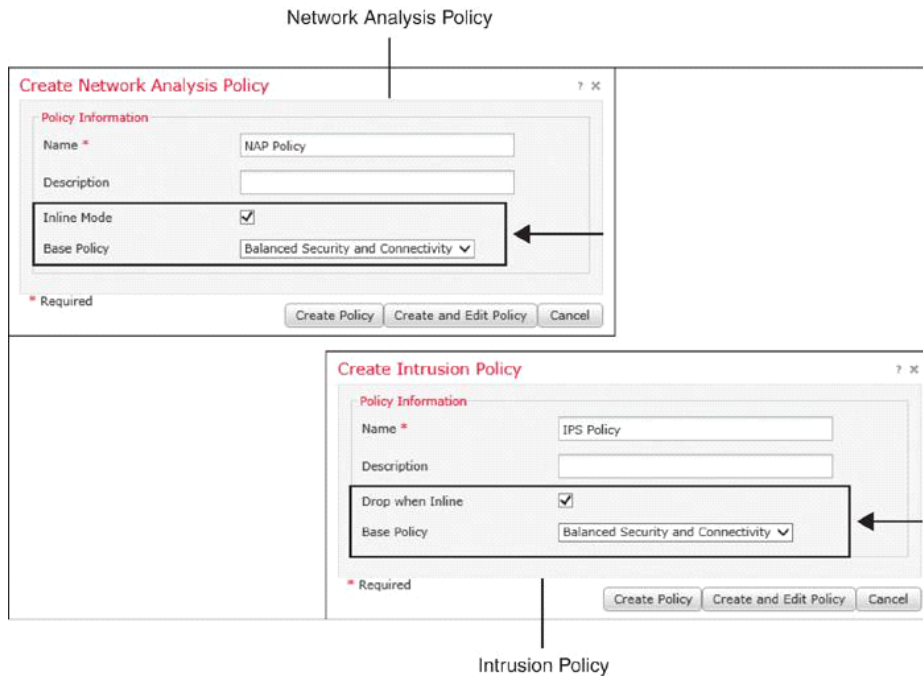 Network Analysis Policy
Create Network Analysis Policy ? ×
Policy Information
Name * NAP Policy
Description
Inline Mode
Base Policy Balanced Security and Connectivity
* Required
Create Policy Create and Edit Policy Cancel
Create Intrusion Policy ? ×
Policy Information
Name * IPS Policy
Description
Drop when Inline
Base Policy Balanced Security and Connectivity
* Required
Create Policy Create and Edit Policy Cancel
Intrusion Policy